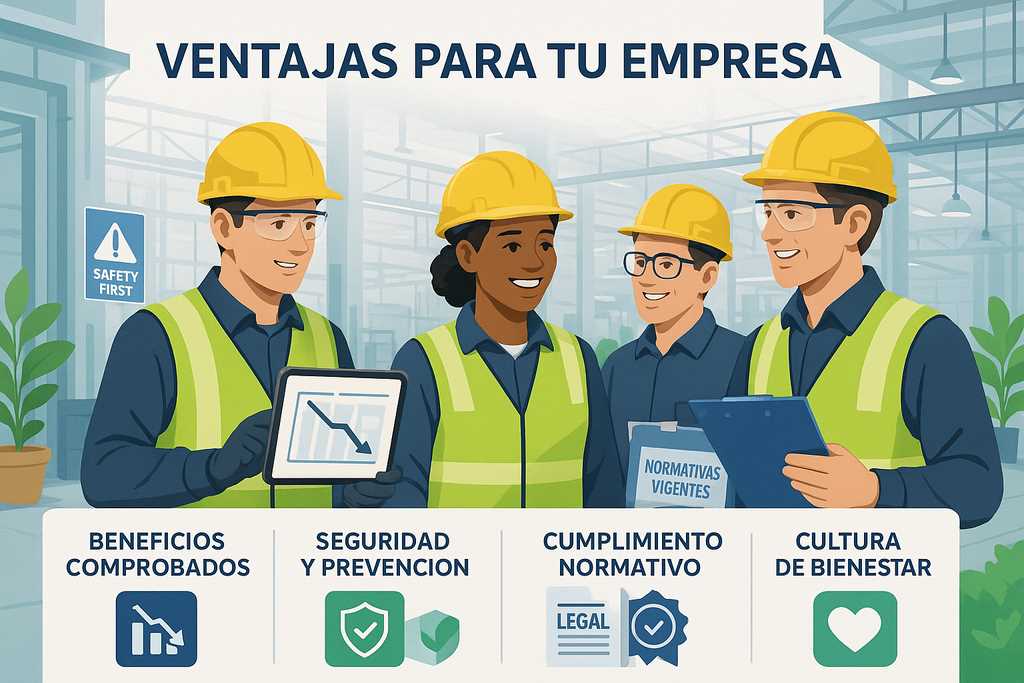 VENTAJAS PARA TU EMPRESA
SAFETY
FIRST
NORMATIVAS
VIGENTES
BENEFICIOS
COMPROBADOS
SEGURIDAD
Y PREVENCION
CUMPLIMIENTO
NORMATIVO
LEGAL
CULTURA
DE BIENESTAR